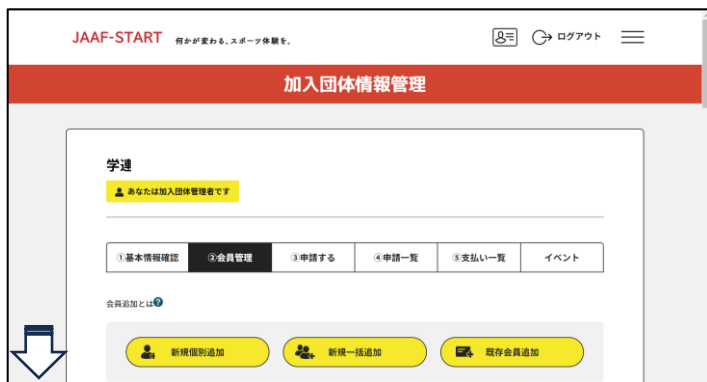 JAAF-START 何かが変わる、スポーツ体験を。 ログアウト
加入団体情報管理
学連
あなたは加入団体管理者です
①基本情報確認 ②会員管理 ③申請する ④申請一覧 ⑤支払い一覧 イベント
会員追加とは?
新規個別追加 新規一括追加 既存会員追加